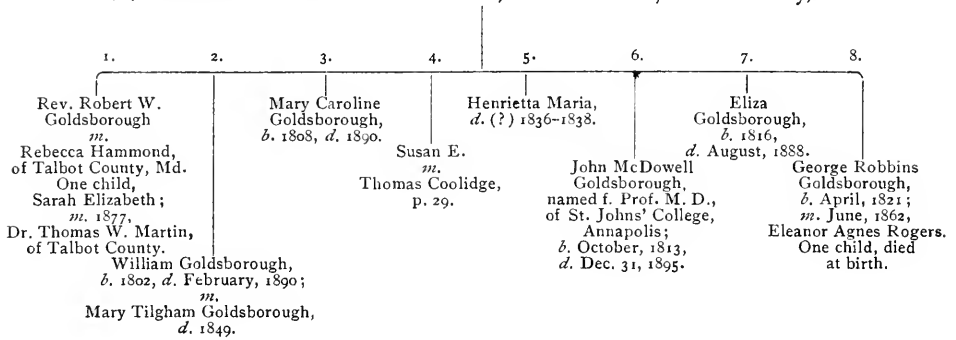 1.
Rev. Robert W.
Goldsborough
m.
Rebecca Hammond,
of Talbot County, Md.
One child,
Sarah Elizabeth;
m. 1877,
Dr. Thomas W. Martin,
of Talbot County.
2.
William Goldsborough,
b. 1802, d. February, 1890;
m.
Mary Tilgham Goldsborough,
d. 1849.
3.
Mary Caroline
Goldsborough,
b. 1808, d. 1890.
4.
Susan E.
m.
Thomas Coolidge,
p. 29.
5.
Henrietta Maria,
d. (?) 1836-1838.
6.
John McDowell
Goldsborough,
named f. Prof. M. D.,
of St. Johns' College,
Annapolis;
b. October, 1813,
d. Dec. 31, 1895.
7.
Eliza
Goldsborough,
b. 1816,
d. August, 1888.
8.
George Robbins
Goldsborough,
b. April, 1821;
m. June, 1862,
Eleanor Agnes Rogers.
One child, died
at birth.